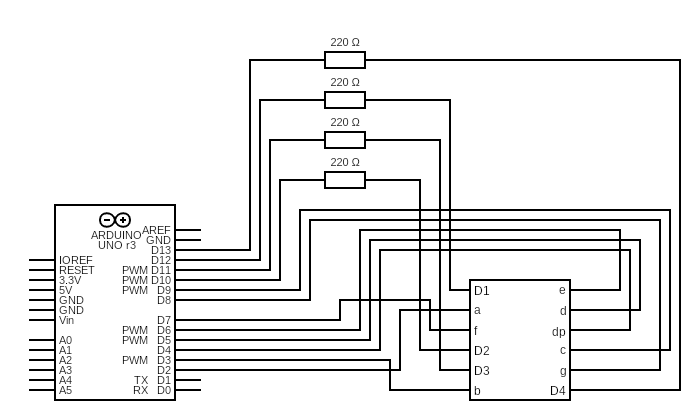 220 Ω
220 Ω
220 Ω
220 Ω
ARDUINO
UNO r3
AREF
GND
D13
IOREF D12
RESET PWM D11
3.3V PWM D10
5V PWM D9
GND D8
GND
Vin D7
PWM D6
A0 PWM D5
A1 D4
A2 PWM D3
A3 D2
A4 TX D1
A5 RX D0
D1 e
a d
f dp
D2 c
D3 g
b D4